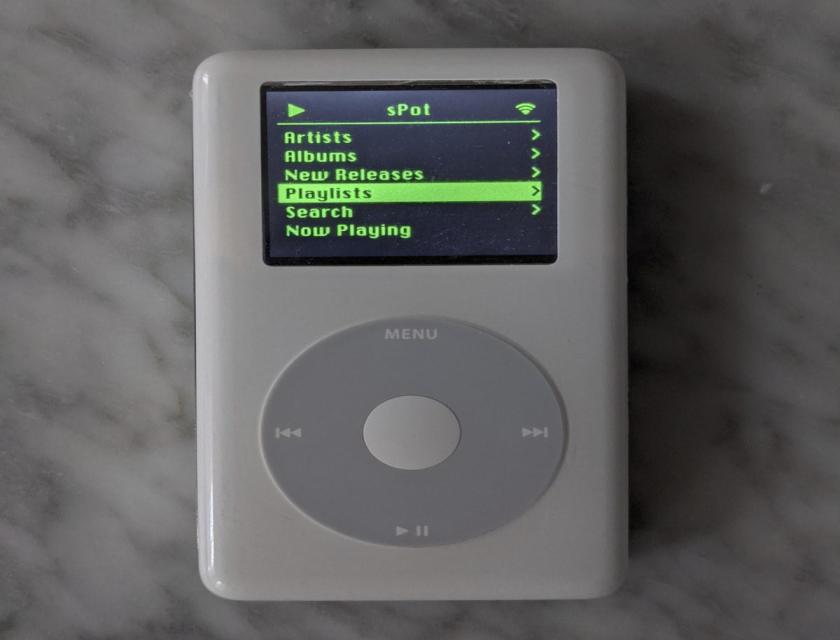 sPot
Artists
Albums
New Releases
Playlists
Search
Now Playing
MENU